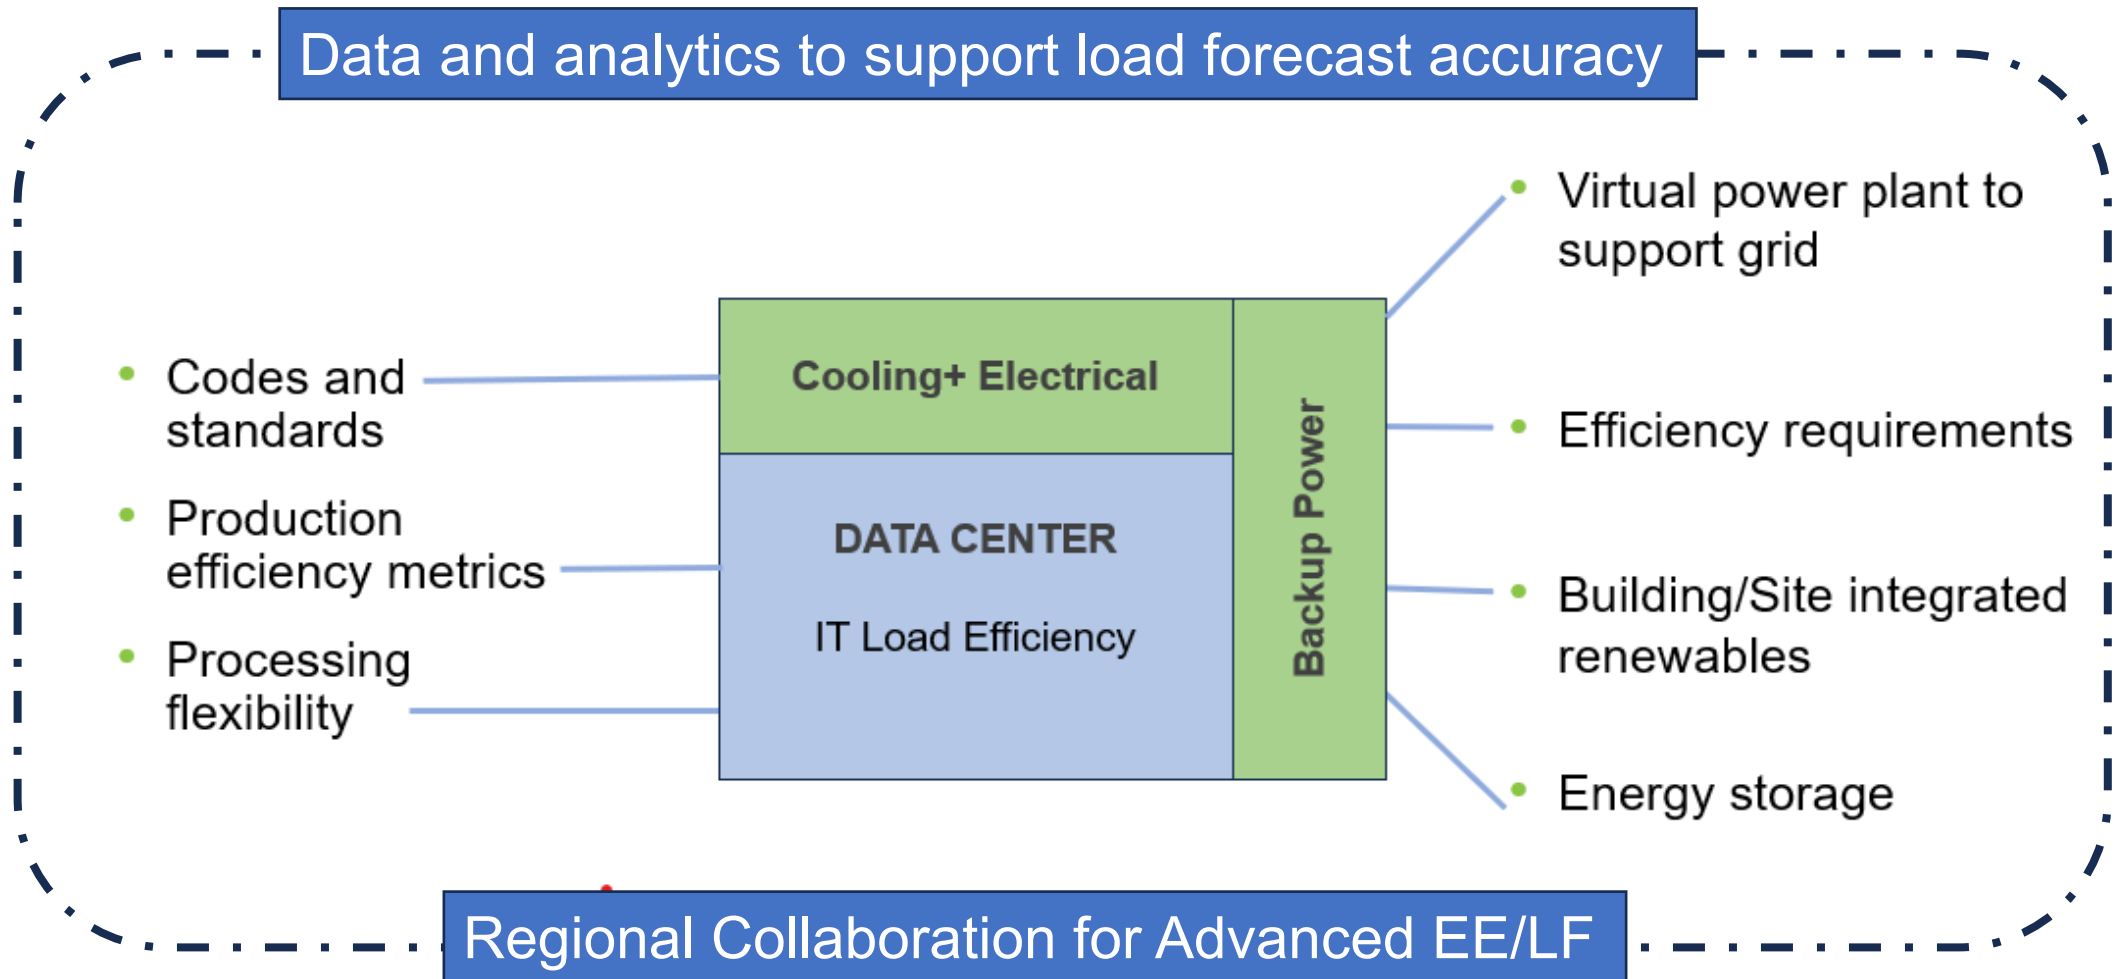 Data and analytics to support load forecast accuracy
Codes and
standards
Production
efficiency metrics
Processing
flexibility
Cooling+ Electrical
DATA CENTER
IT Load Efficiency
Backup Power
Virtual power plant to
support grid
Efficiency requirements
Building/Site integrated
renewables
Energy storage
Regional Collaboration for Advanced EE/LF